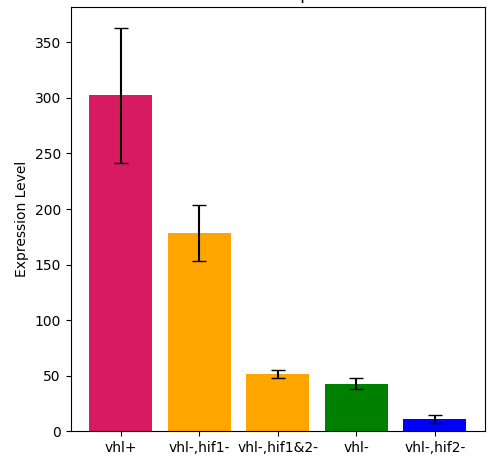 Expression Level
350
300
250
200
150
100
50
0
vhl+
vhl-,hif1-
vhl-,hif1&2-
vhl-
vhl-,hif2-